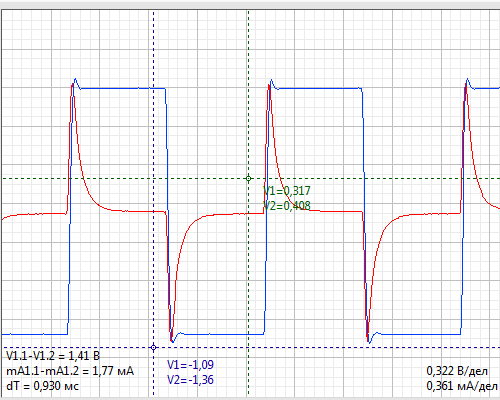 V1=0,317
V2=0,408
V1.1-V1.2 = 1,41 В
mA1.1-mA1.2 = 1,77 мА
dT = 0,930 мс
V1=-1,09
V2=-1,36
0,322 В/дел
0,361 мА/дел